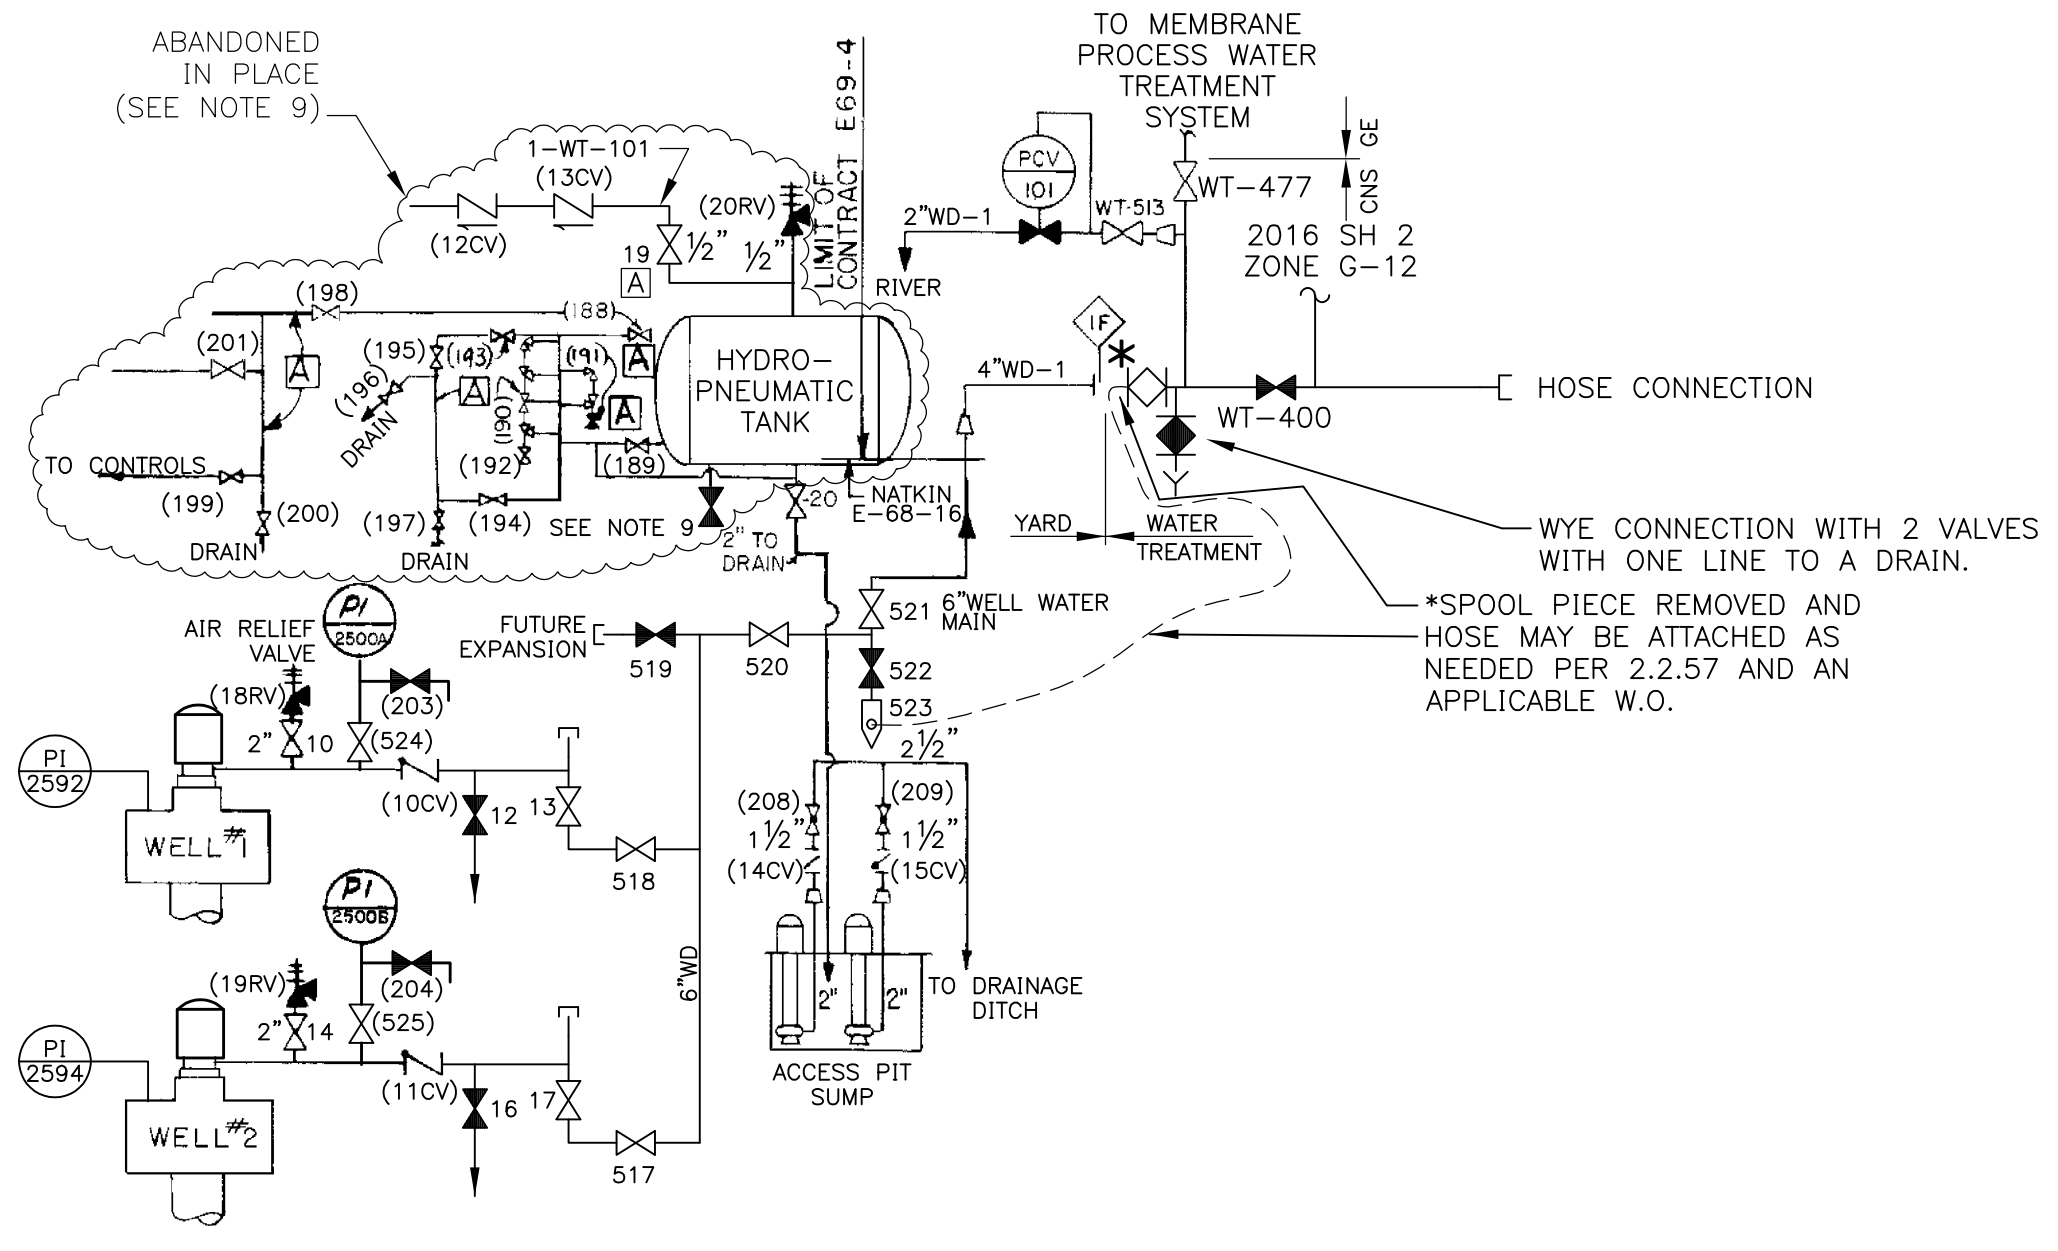 ABANDONED
IN PLACE
(SEE NOTE 9)
1-WT-101
(13CV)
(12CV)
(20RV)
19
A
½"
½"
LIMIT OF
CONTRACT E69-4
TO MEMBRANE
PROCESS WATER
TREATMENT
SYSTEM
PCV
101
WT-477
CNS GE
WT-513
2"WD-1
RIVER
2016 SH 2
ZONE G-12
(198)
(188)
(201)
A
(195)
(193)
(191)
A
(196)
A
(190)
A
DRAIN
HYDRO-
PNEUMATIC
TANK
1F
*
4"WD-1
HOSE CONNECTION
WT-400
TO CONTROLS
(199)
(200)
DRAIN
(192)
(189)
(197)
(194)
DRAIN
SEE NOTE 9
20
2" TO
DRAIN
NATKIN
E-68-16
YARD
WATER
TREATMENT
WYE CONNECTION WITH 2 VALVES
WITH ONE LINE TO A DRAIN.
*SPOOL PIECE REMOVED AND
HOSE MAY BE ATTACHED AS
NEEDED PER 2.2.57 AND AN
APPLICABLE W.O.
PI
2500A
AIR RELIEF
VALVE
(18RV)
(203)
2"
10
(524)
FUTURE
EXPANSION
519
520
521
6"WELL WATER
MAIN
522
523
2½"
PI
2592
WELL #1
(10CV)
12
13
518
(208)
(209)
1½"
1½"
(14CV)
(15CV)
PI
2500B
(19RV)
(204)
2"
14
(525)
6"WD
2"
2"
TO DRAINAGE
DITCH
ACCESS PIT
SUMP
PI
2594
WELL #2
(11CV)
16
17
517